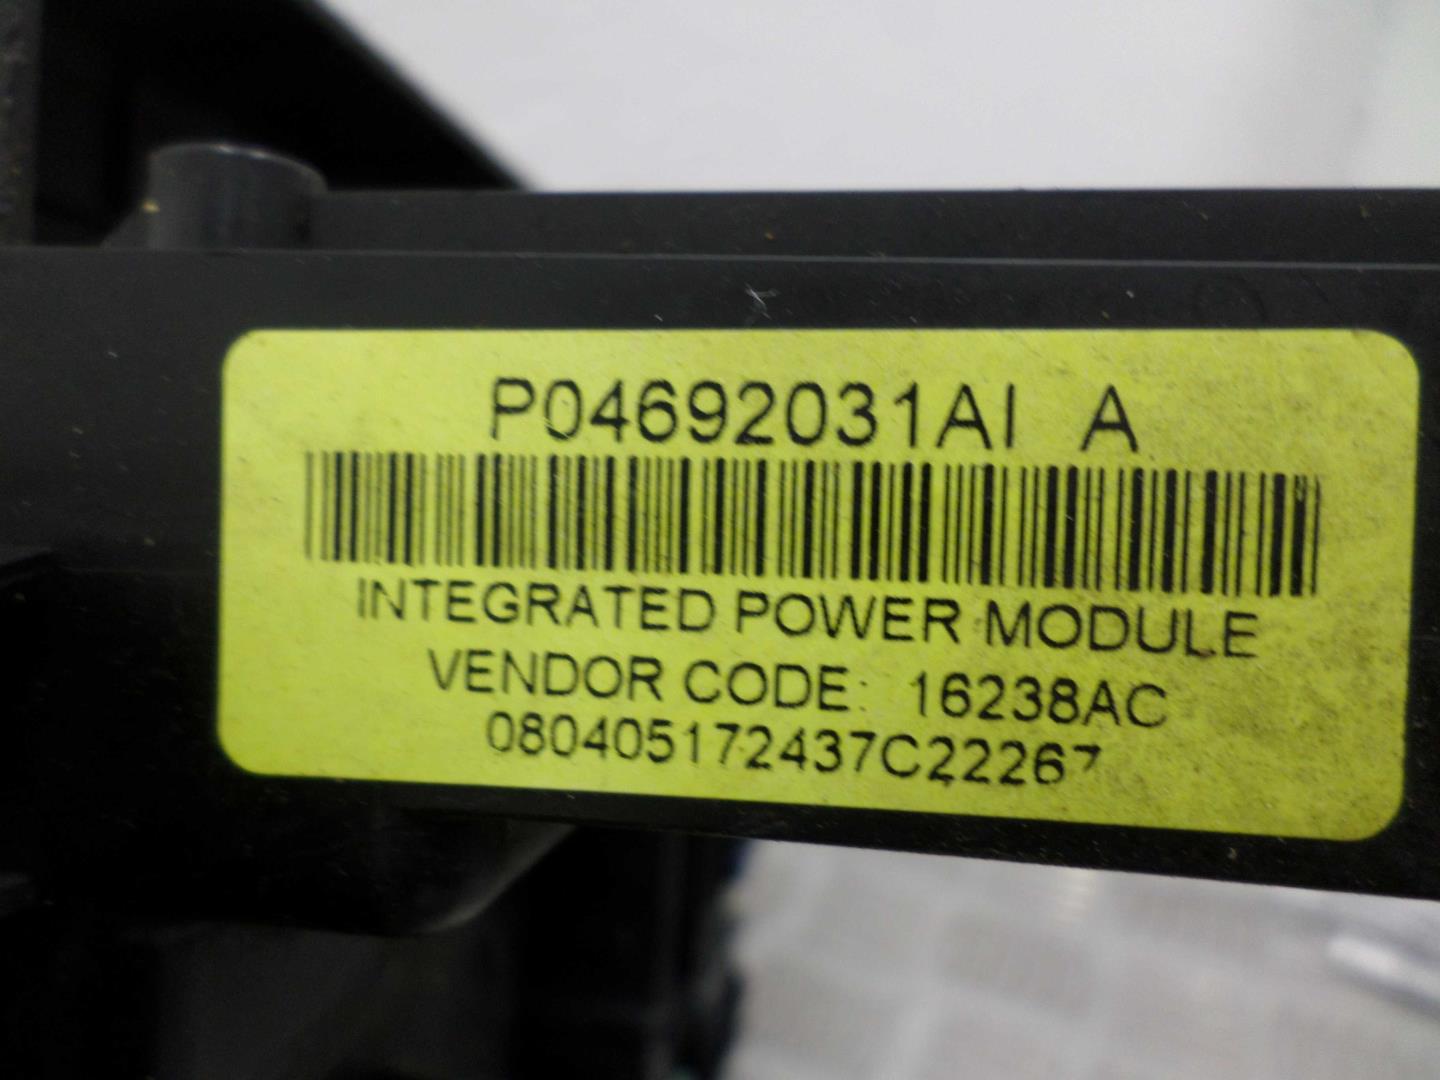 P04692031AI A
INTEGRATED POWER MODULE
VENDOR CODE: 16238AC
080405172437C22267